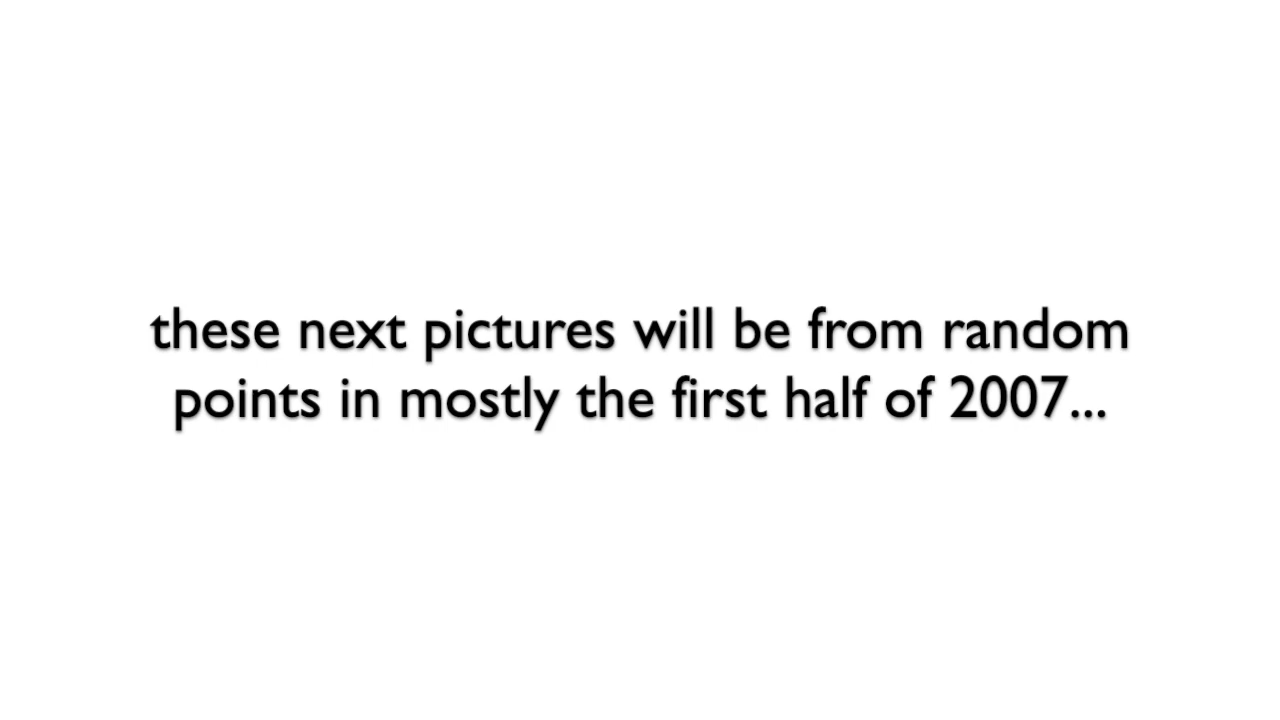 these next pictures will be from random
points in mostly the first half of 2007...